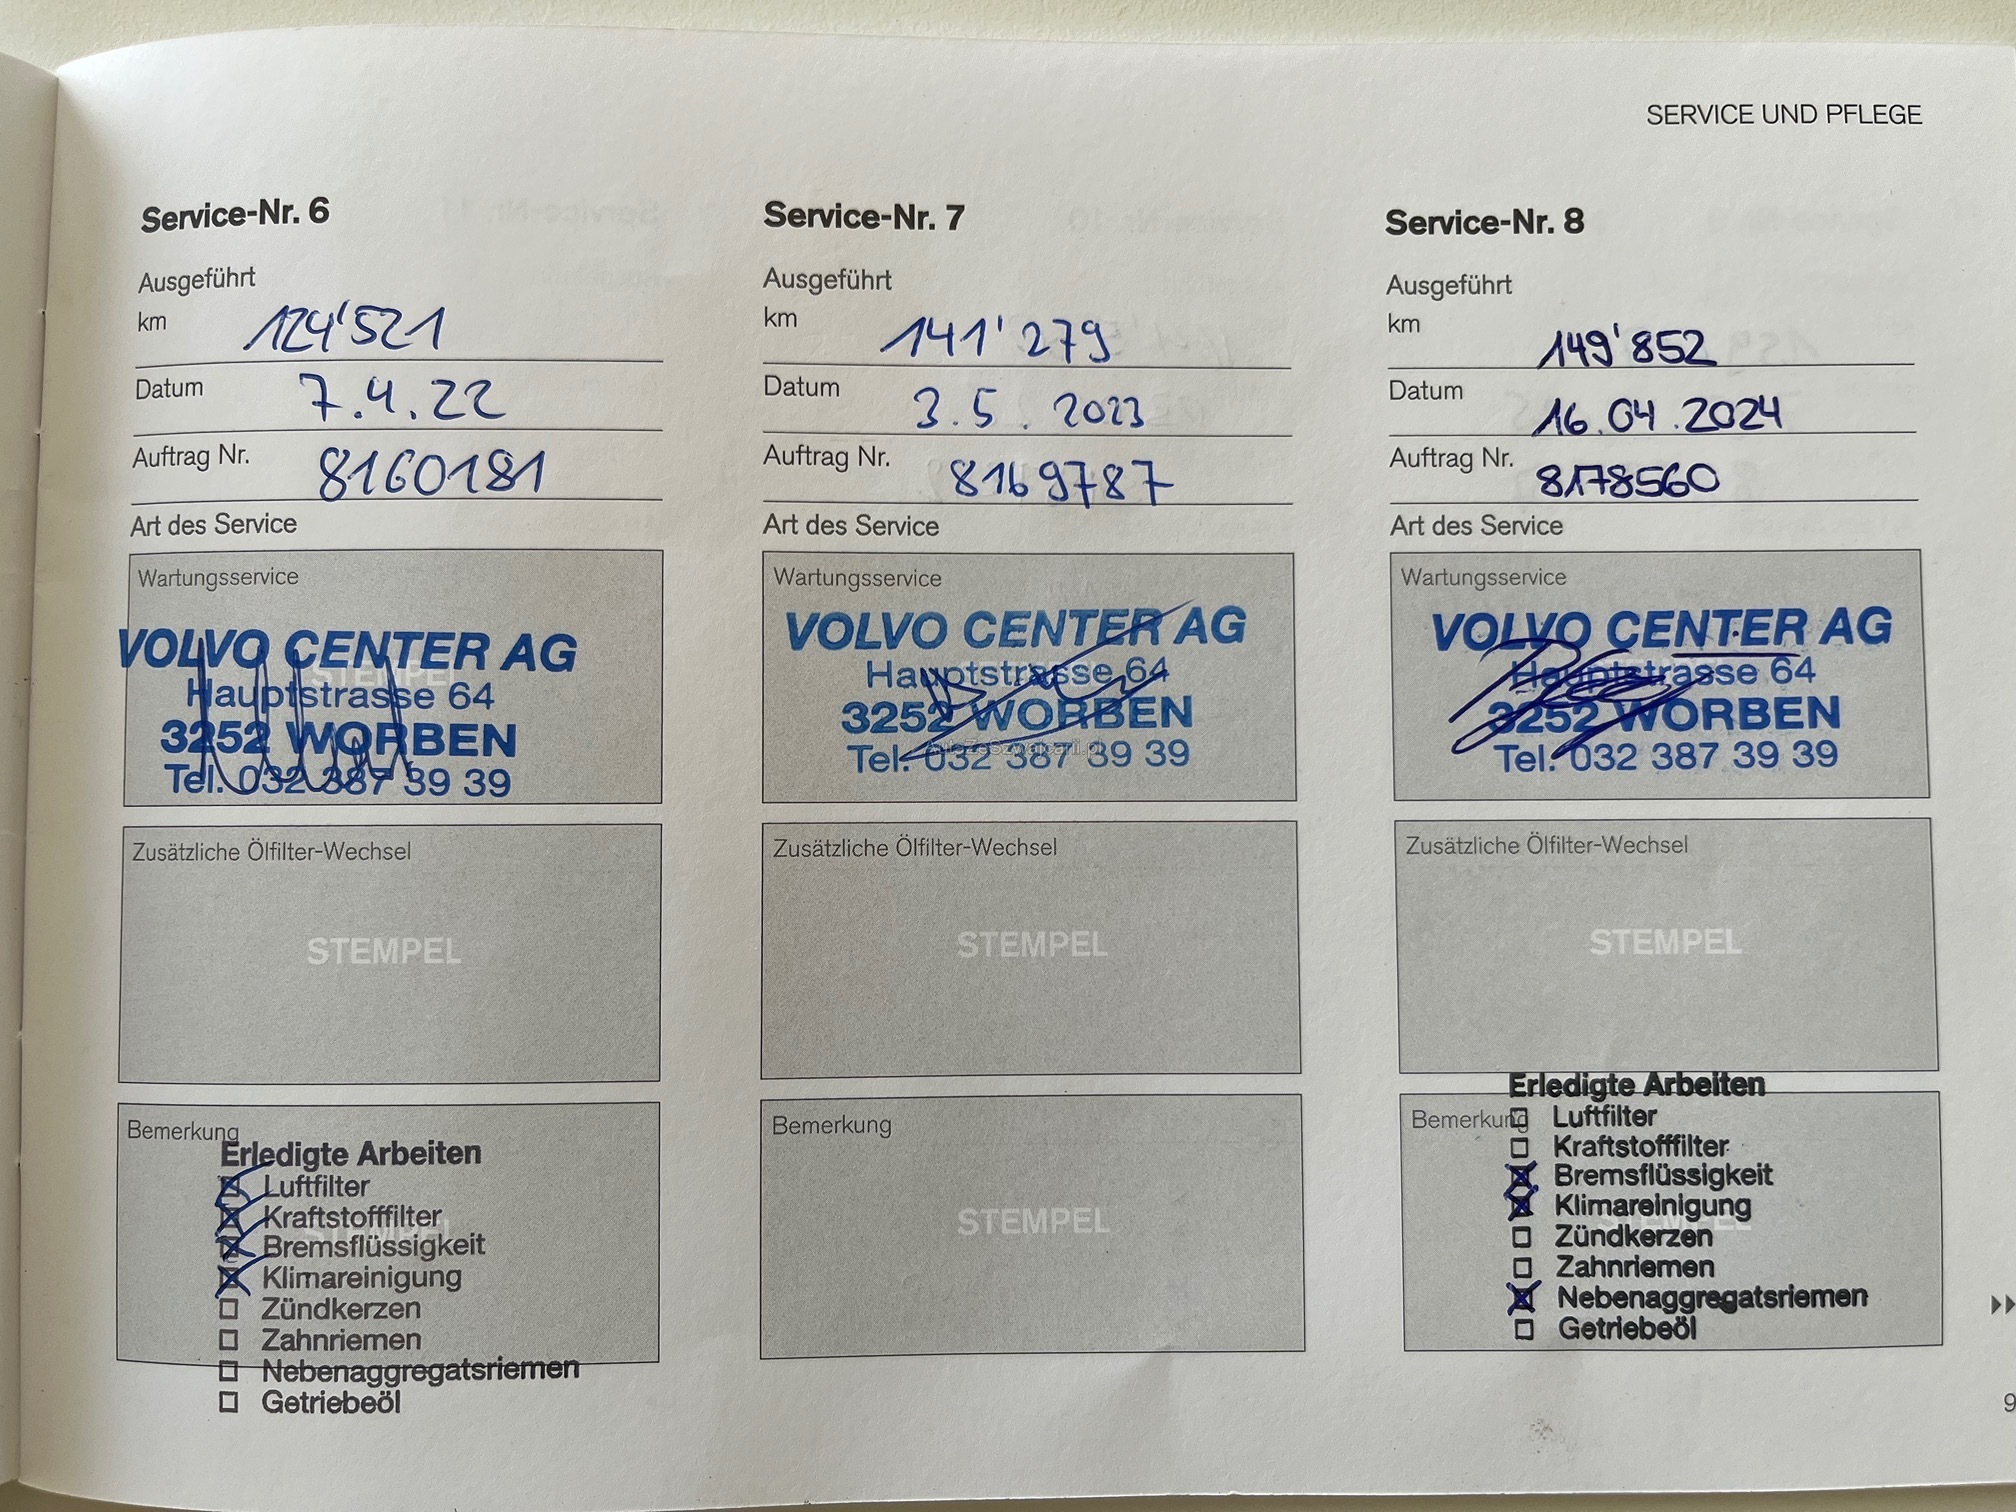 SERVICE UND PFLEGE
Service-Nr. 6
Ausgeführt
km 124'521
Datum 7.4.22
Auftrag Nr. 8160181
Art des Service
Wartungsservice
VOLVO CENTER AG
Hauptstrasse 64
3252 WORBEN
Tel. 032 387 39 39
STEMPEL
Zusätzliche Ölfilter-Wechsel
STEMPEL
Bemerkung
Erledigte Arbeiten
Luftfilter
Kraftstofffilter
Bremsflüssigkeit
Klimareinigung
Zündkerzen
Zahnriemen
Nebenaggregatsriemen
Getriebeöl
Service-Nr. 7
Ausgeführt
km 141'279
Datum 3.5.2023
Auftrag Nr. 8169787
Art des Service
Wartungsservice
VOLVO CENTER AG
Hauptstrasse 64
3252 WORBEN
Tel. 032 387 39 39
AutoZeSzwajcarii.pl
Zusätzliche Ölfilter-Wechsel
STEMPEL
Bemerkung
STEMPEL
Service-Nr. 8
Ausgeführt
km 149'852
Datum 16.04.2024
Auftrag Nr. 8178560
Art des Service
Wartungsservice
VOLVO CENTER AG
Hauptstrasse 64
3252 WORBEN
Tel. 032 387 39 39
Zusätzliche Ölfilter-Wechsel
STEMPEL
Bemerkung
Erledigte Arbeiten
Luftfilter
Kraftstofffilter
Bremsflüssigkeit
Klimareinigung
Zündkerzen
Zahnriemen
Nebenaggregatsriemen
Getriebeöl
9